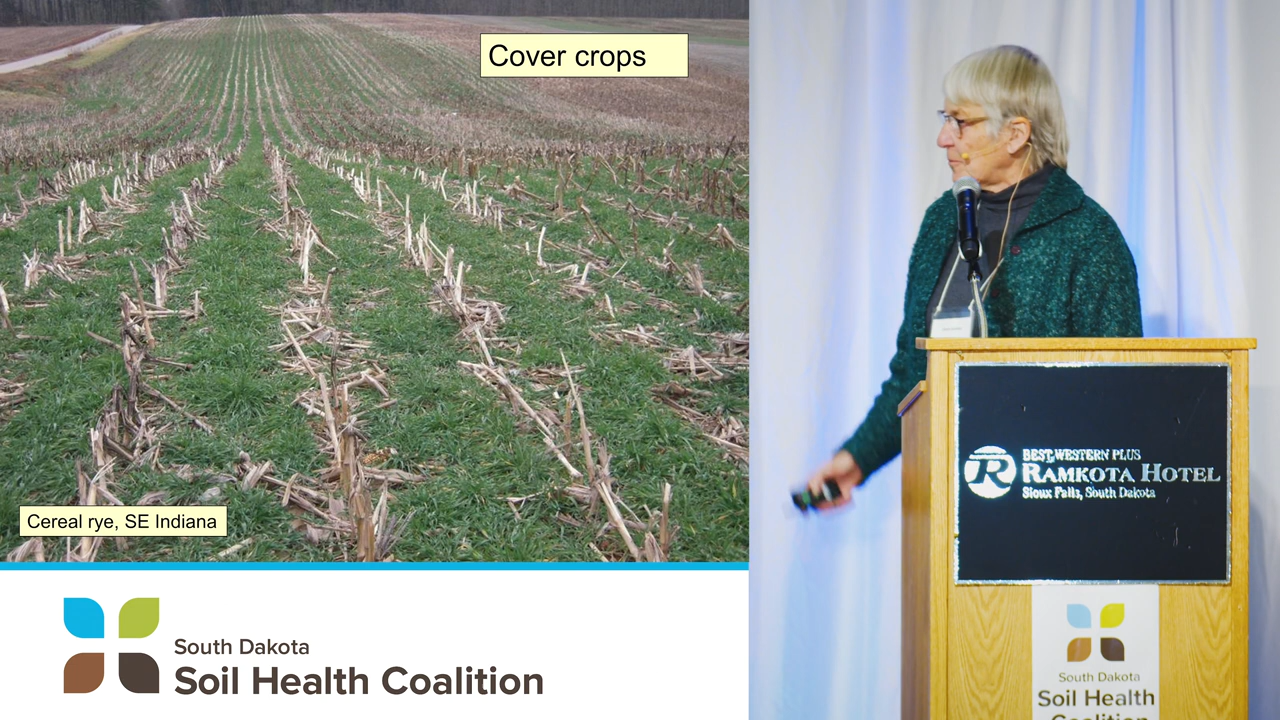 Cover crops
Cereal rye, SE Indiana
South Dakota
Soil Health Coalition
BEST WESTERN PLUS
RAMKOTA HOTEL
Sioux Falls, South Dakota
South Dakota
Soil Health
Coalition